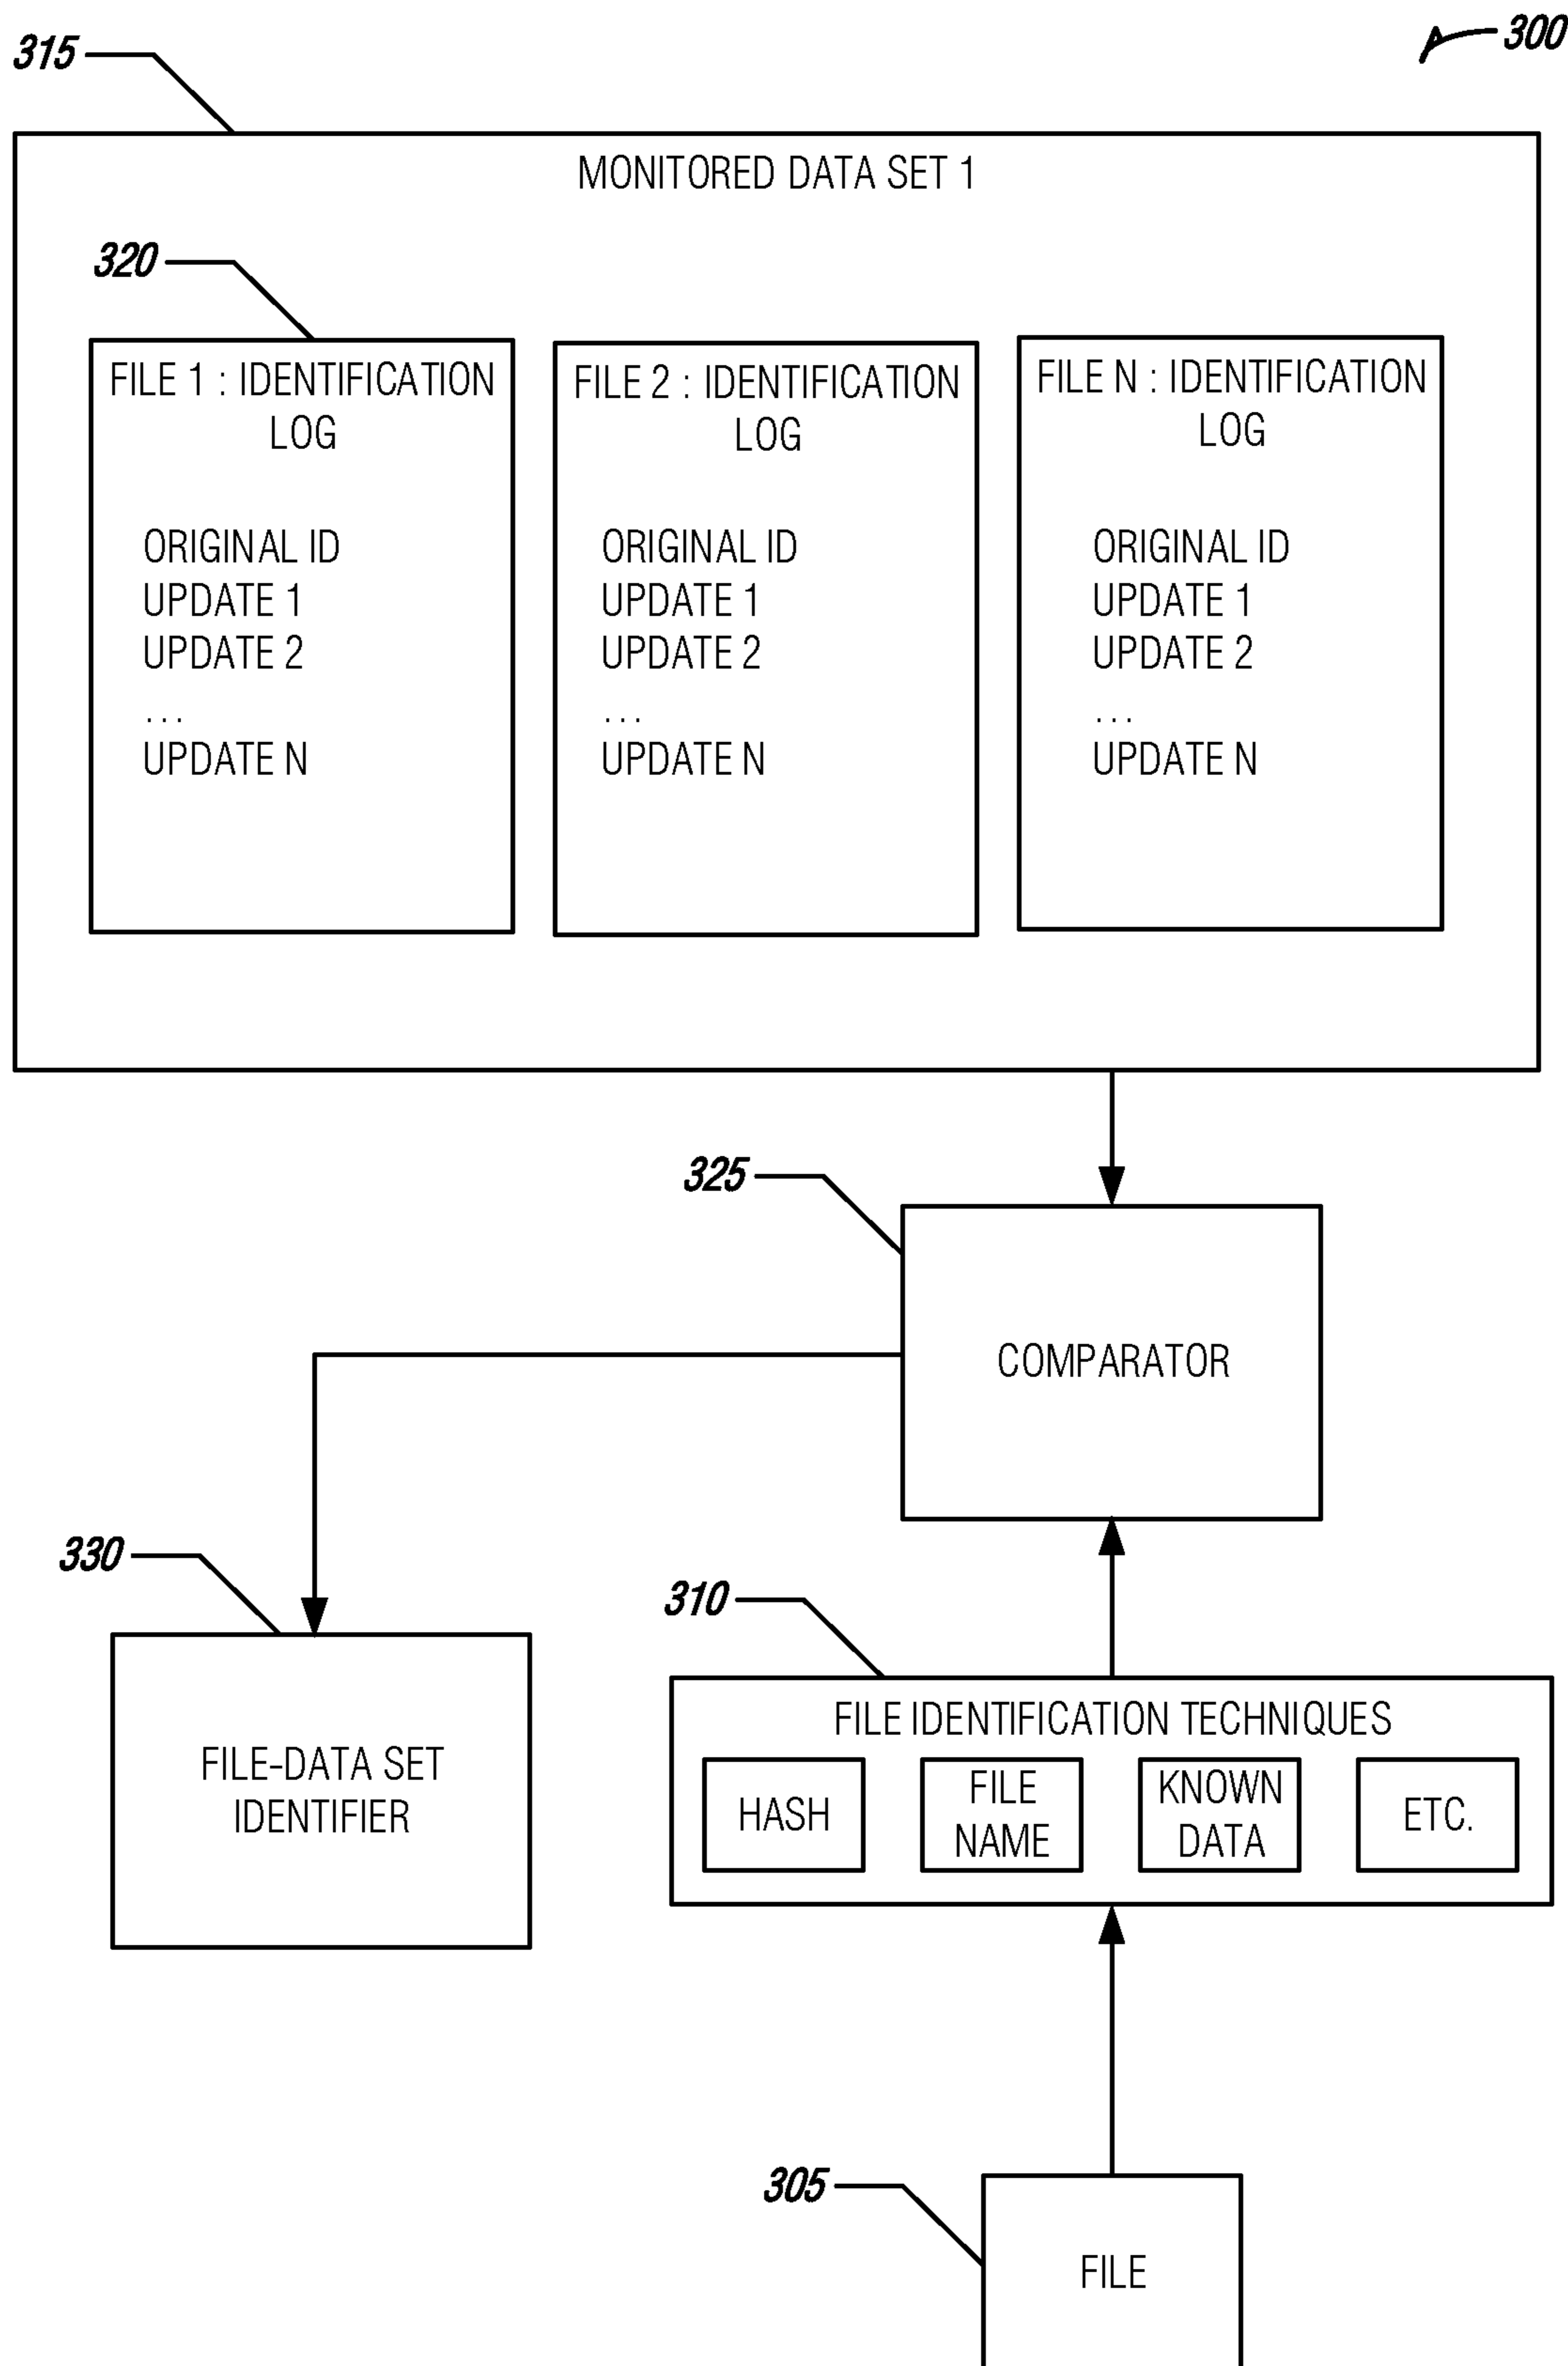 300
315
MONITORED DATA SET 1
320
FILE 1 : IDENTIFICATION
LOG
ORIGINAL ID
UPDATE 1
UPDATE 2
...
UPDATE N
FILE 2 : IDENTIFICATION
LOG
ORIGINAL ID
UPDATE 1
UPDATE 2
...
UPDATE N
FILE N : IDENTIFICATION
LOG
ORIGINAL ID
UPDATE 1
UPDATE 2
...
UPDATE N
325
COMPARATOR
330
FILE-DATA SET
IDENTIFIER
310
FILE IDENTIFICATION TECHNIQUES
HASH
FILE
NAME
KNOWN
DATA
ETC.
305
FILE